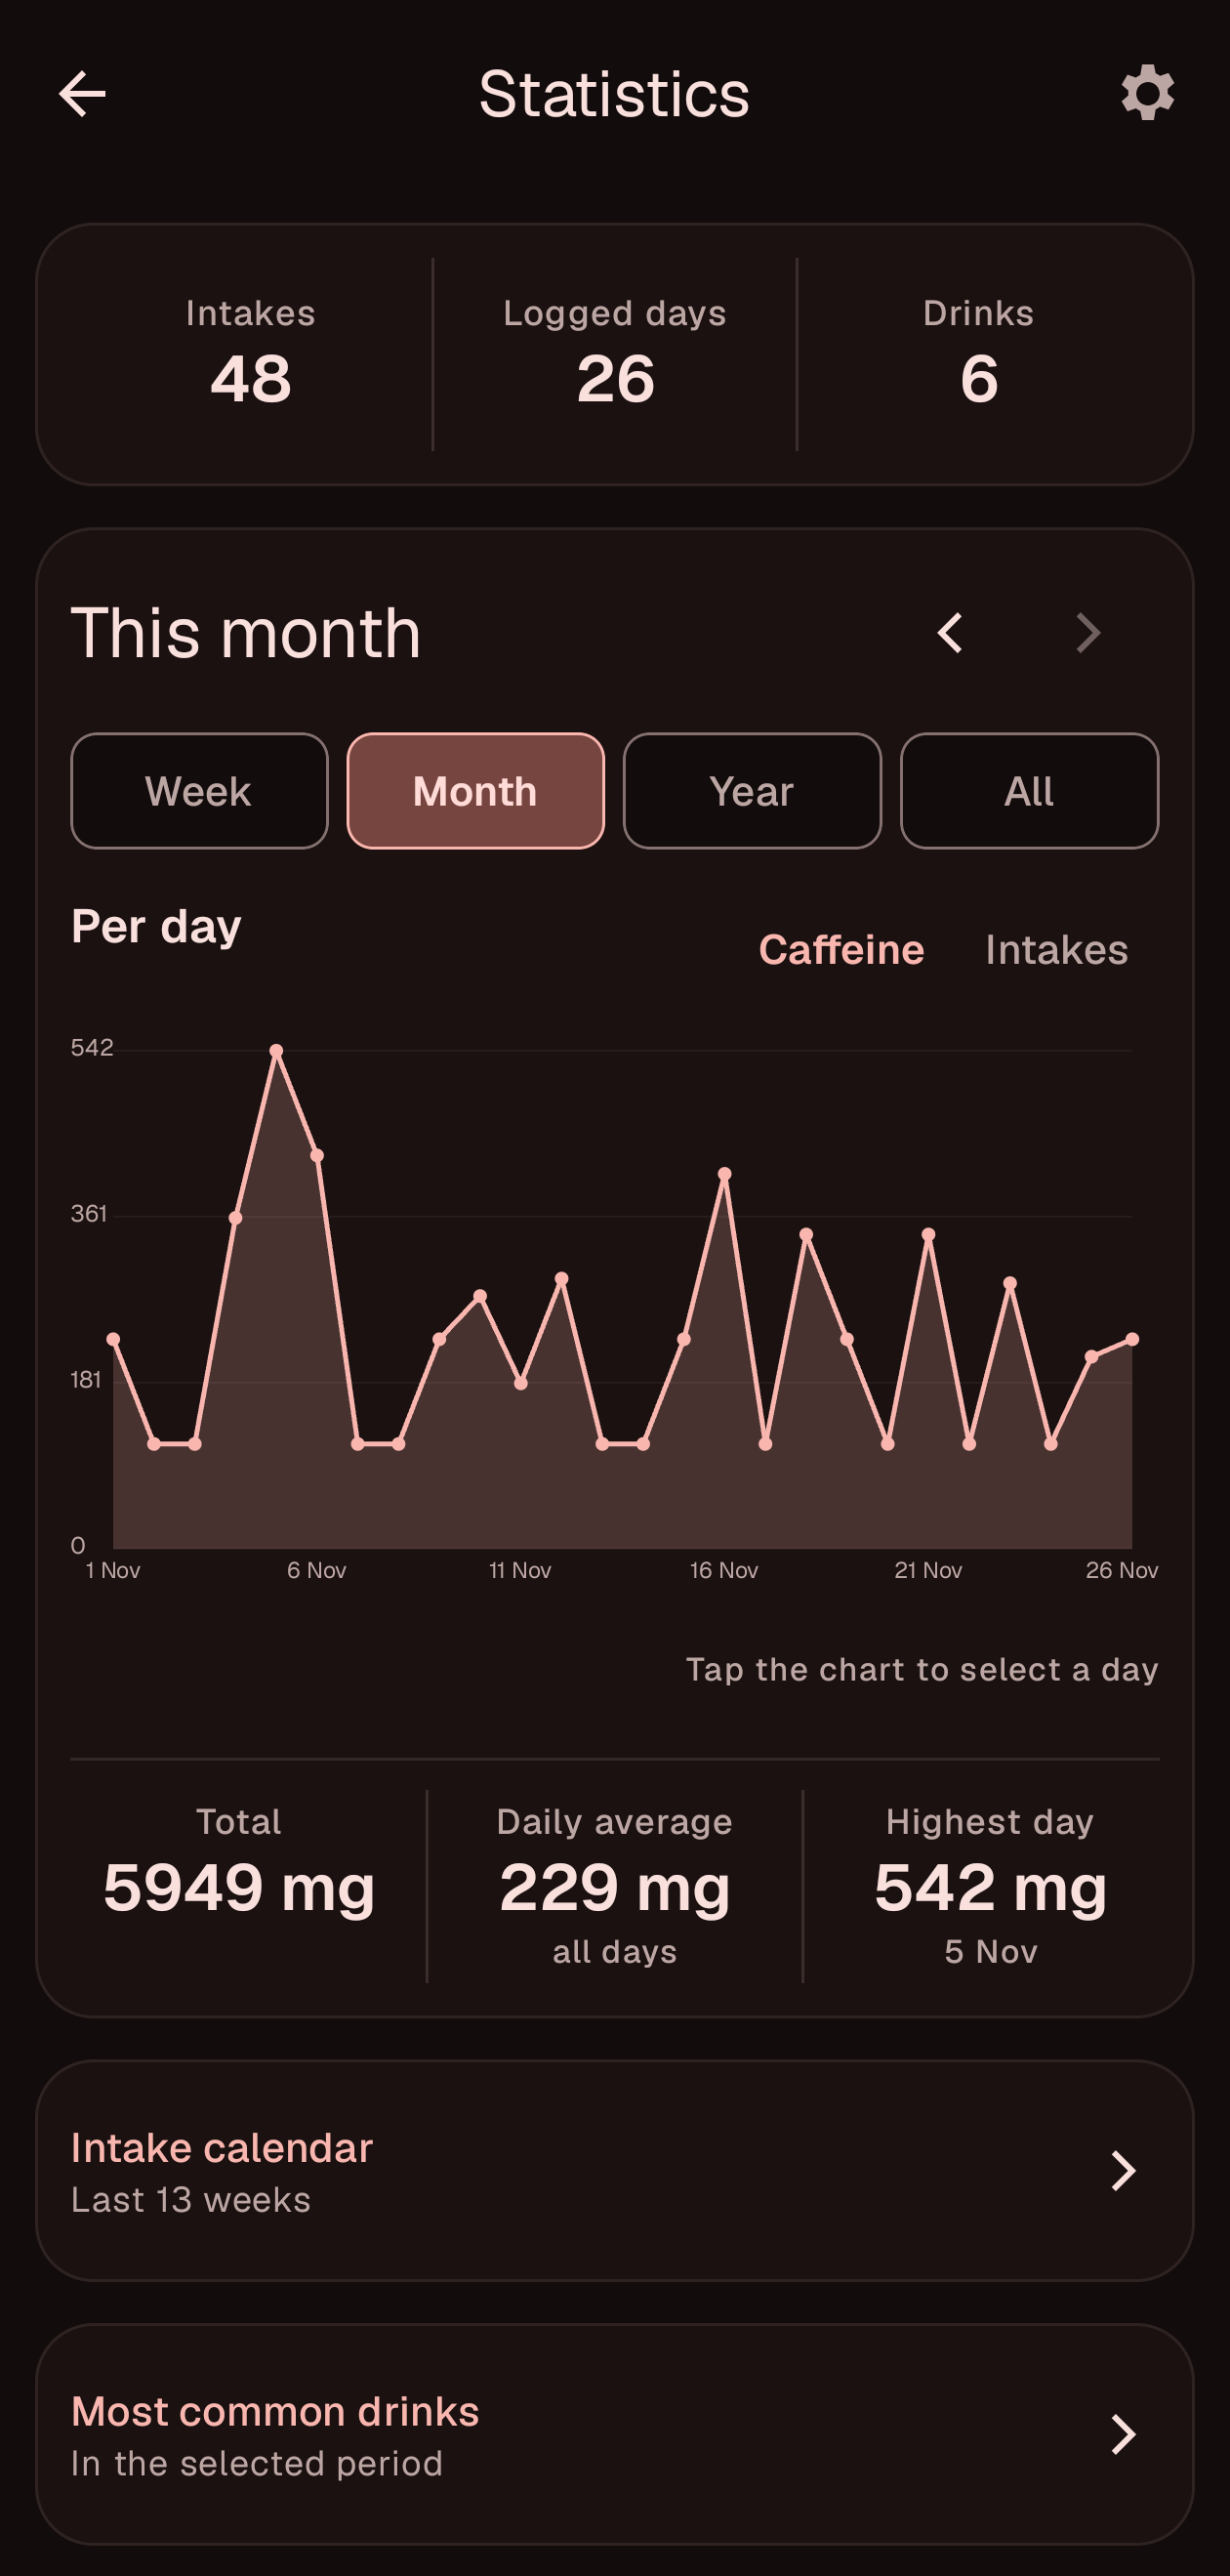 Statistics
Intakes
48
Logged days
26
Drinks
6
This month
Week
Month
Year
All
Per day
Caffeine
Intakes
542
361
181
0
1 Nov
6 Nov
11 Nov
16 Nov
21 Nov
26 Nov
Tap the chart to select a day
Total
5949 mg
Daily average
229 mg
all days
Highest day
542 mg
5 Nov
Intake calendar
Last 13 weeks
Most common drinks
In the selected period